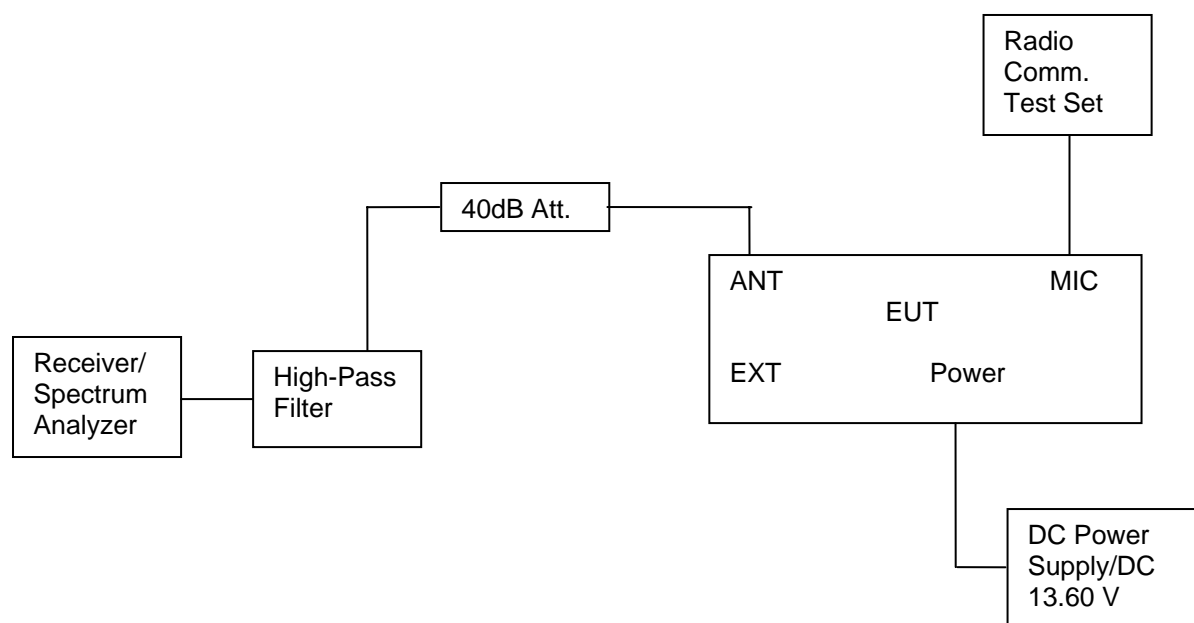 Radio
Comm.
Test Set
40dB Att.
ANT
MIC
EUT
EXT
Power
Receiver/
Spectrum
Analyzer
High-Pass
Filter
DC Power
Supply/DC
13.60 V